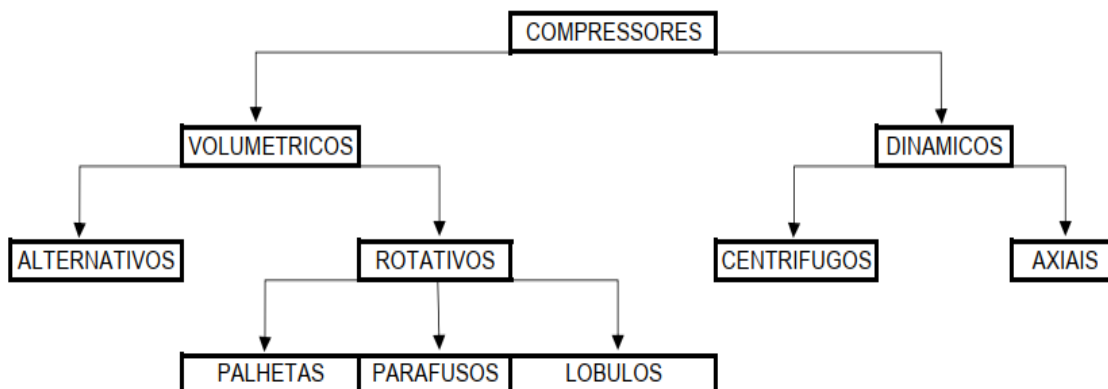 COMPRESSORES
VOLUMETRICOS DINAMICOS
ALTERNATIVOS ROTATIVOS CENTRIFUGOS AXIAIS
PALHETAS PARAFUSOS LOBULOS